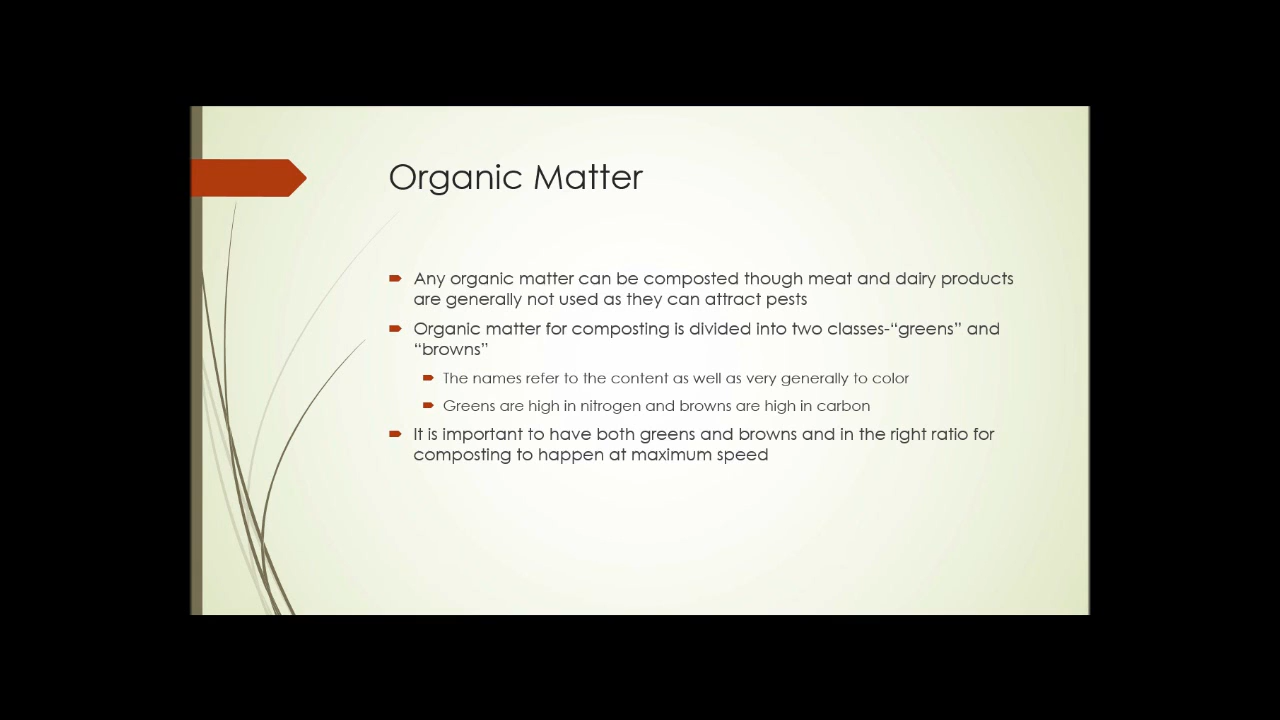 Organic Matter
Any organic matter can be composted though meat and dairy products
are generally not used as they can attract pests
Organic matter for composting is divided into two classes-“greens” and
“browns”
The names refer to the content as well as very generally to color
Greens are high in nitrogen and browns are high in carbon
It is important to have both greens and browns and in the right ratio for
composting to happen at maximum speed